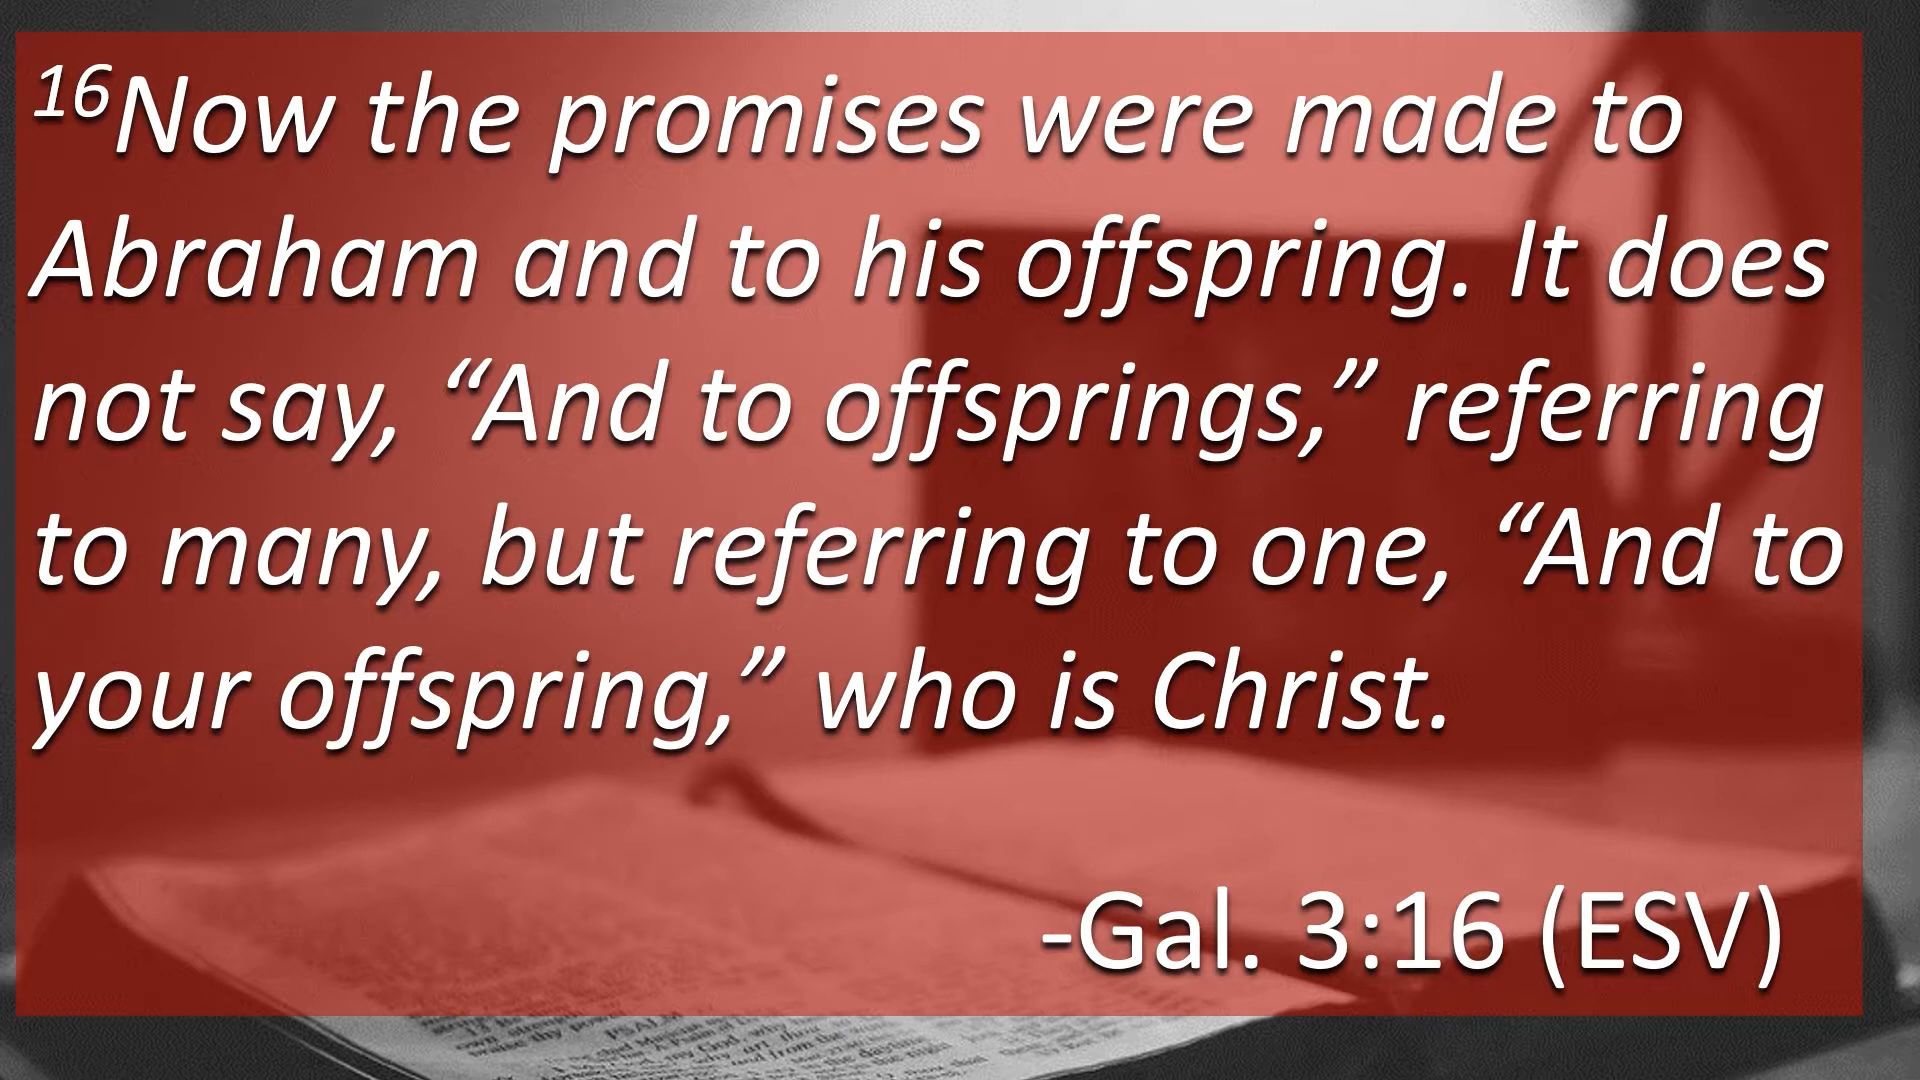 16Now the promises were made to
Abraham and to his offspring. It does
not say, “And to offsprings,” referring
to many, but referring to one, “And to
your offspring,” who is Christ.
-Gal. 3:16 (ESV)
PSALM